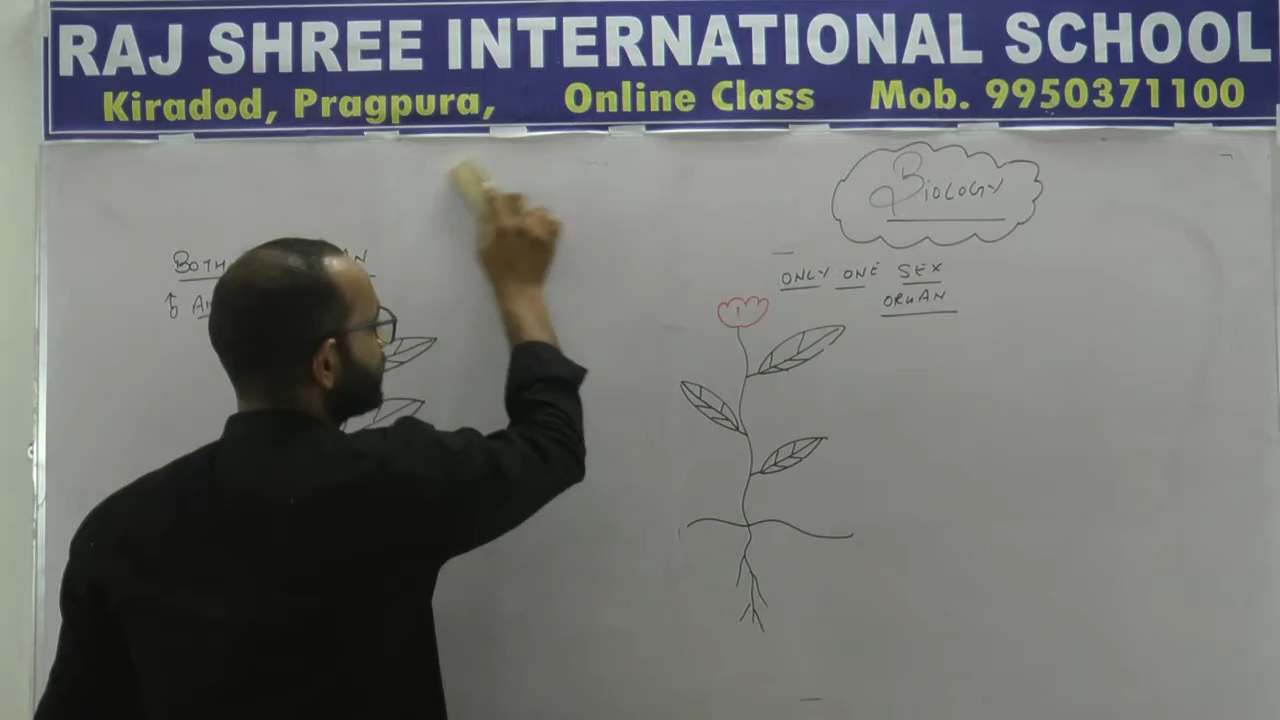 RAJ SHREE INTERNATIONAL SCHOOL
Kiradod, Pragpura, Online Class Mob. 9950371100
BIOLOGY
BOTH
ONLY ONE SEX
ORGAN